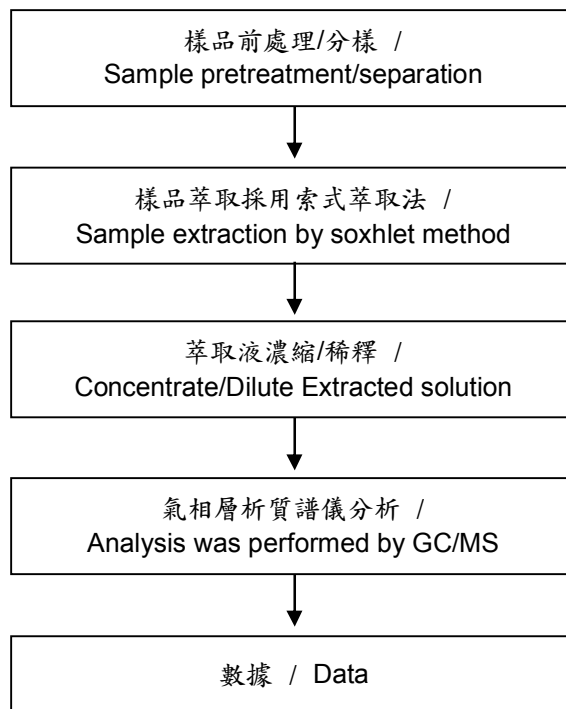 樣品前處理/分樣 /
Sample pretreatment/separation
樣品萃取採用索式萃取法 /
Sample extraction by soxhlet method
萃取液濃縮/稀釋 /
Concentrate/Dilute Extracted solution
氣相層析質譜儀分析 /
Analysis was performed by GC/MS
數據 / Data